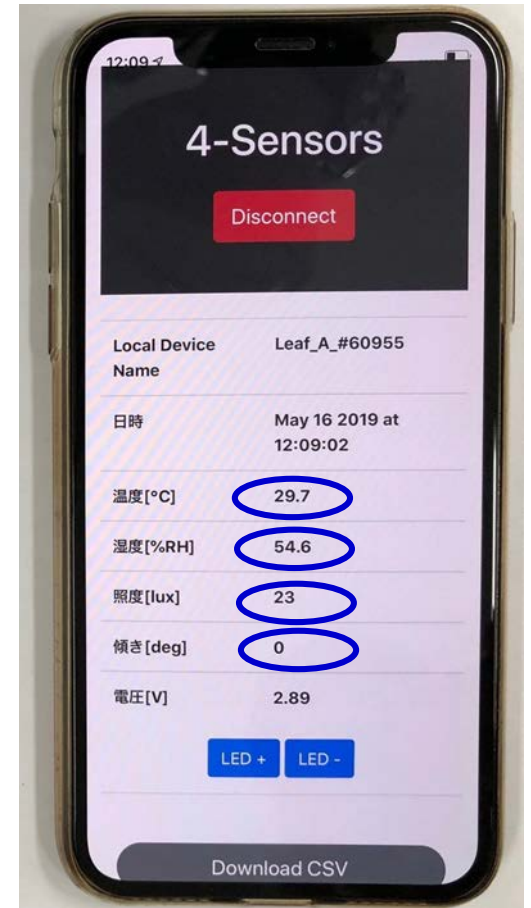 12:09
4-Sensors
Disconnect
Local Device Leaf_A_#60955
Name
日時 May 16 2019 at
12:09:02
温度[°C] 29.7
湿度[%RH] 54.6
照度[lux] 23
傾き[deg] 0
電圧[V] 2.89
LED + LED -
Download CSV